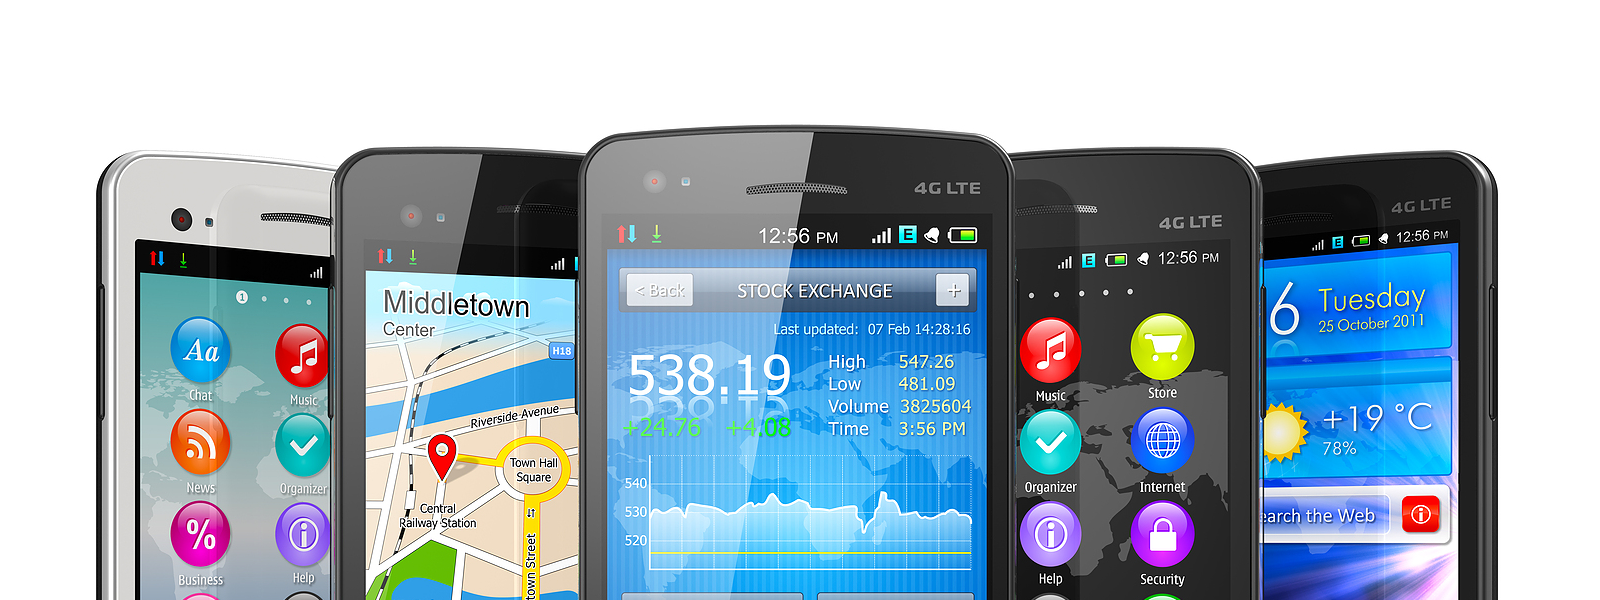 1
Aa
Chat
Music
News
Organizer
%
Business
Help
Middletown
Center
H18
Riverside Avenue
Town Hall
Square
Central
Railway Station
town Street
4G LTE
12:56 PM
E
< Back
STOCK EXCHANGE
+
Last updated: 07 Feb 14:28:16
538.19
+24.76 +4.08
High 547.26
Low 481.09
Volume 3825604
Time 3:56 PM
540
530
520
4G LTE
E
12:56 PM
Music
Store
Organizer
Internet
Help
Security
4G LTE
E
12:56 PM
6
Tuesday
25 October 2011
+19 °C
78%
earch the Web